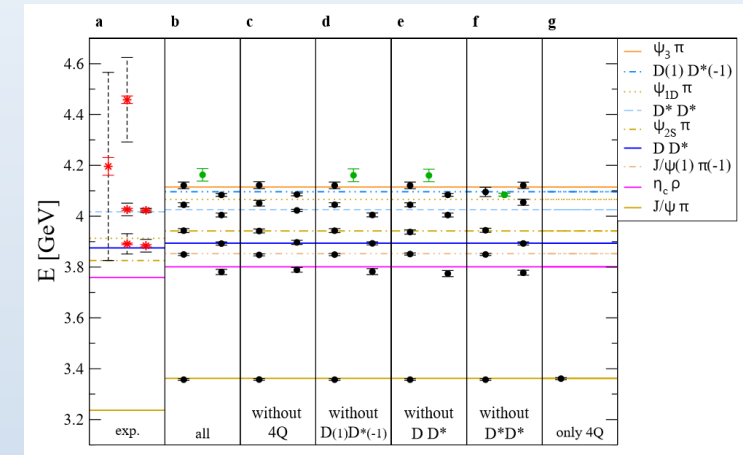 a b c d e f g
4.6
4.4
4.2
4
3.8
3.6
3.4
3.2
E [GeV]
exp.
all
without
4Q
without
D(1)D*(-1)
without
D D*
without
D*D*
only 4Q
ψ₃ π
D(1) D*(-1)
ψ₁D π
D* D*
ψ₂S π
D D*
J/ψ(1) π(-1)
ηc ρ
J/ψ π